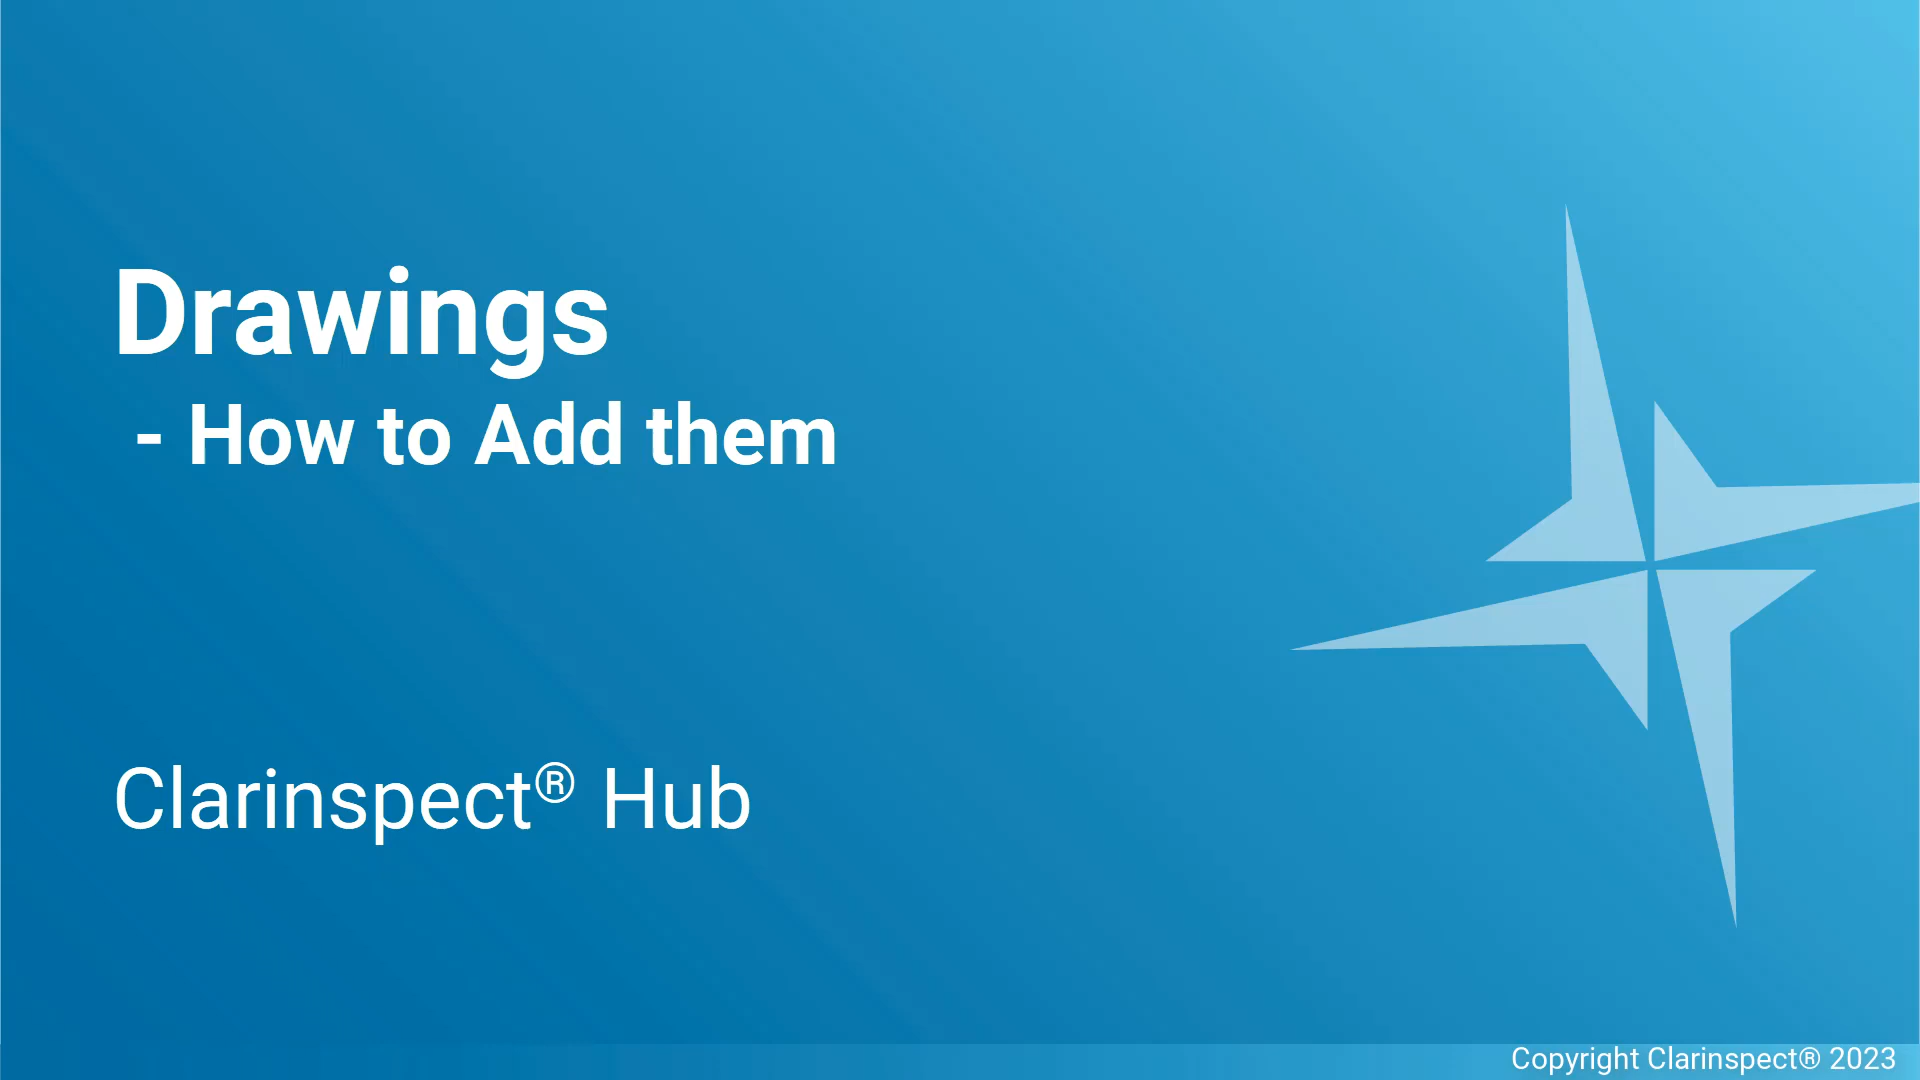 Drawings
- How to Add them
Clarinspect® Hub
Copyright Clarinspect® 2023